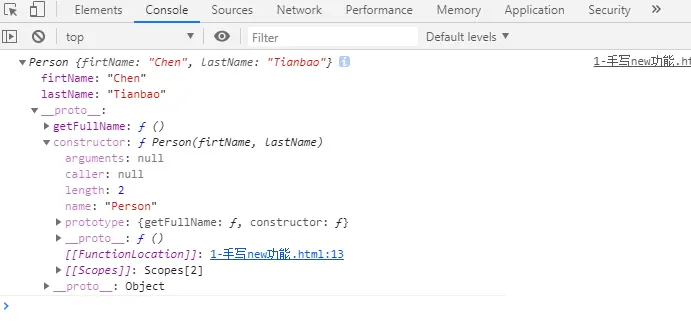 Elements Console Sources Network Performance Memory Application Security »
top Filter Default levels
Person {firtName: "Chen", lastName: "Tianbao"} i 1-手写new功能.ht
firtName: "Chen"
lastName: "Tianbao"
__proto__:
getFullName: ƒ ()
constructor: ƒ Person(firtName, lastName)
arguments: null
caller: null
length: 2
name: "Person"
prototype: {getFullName: ƒ, constructor: ƒ}
__proto__: ƒ ()
[[FunctionLocation]]: 1-手写new功能.html:13
[[Scopes]]: Scopes[2]
__proto__: Object